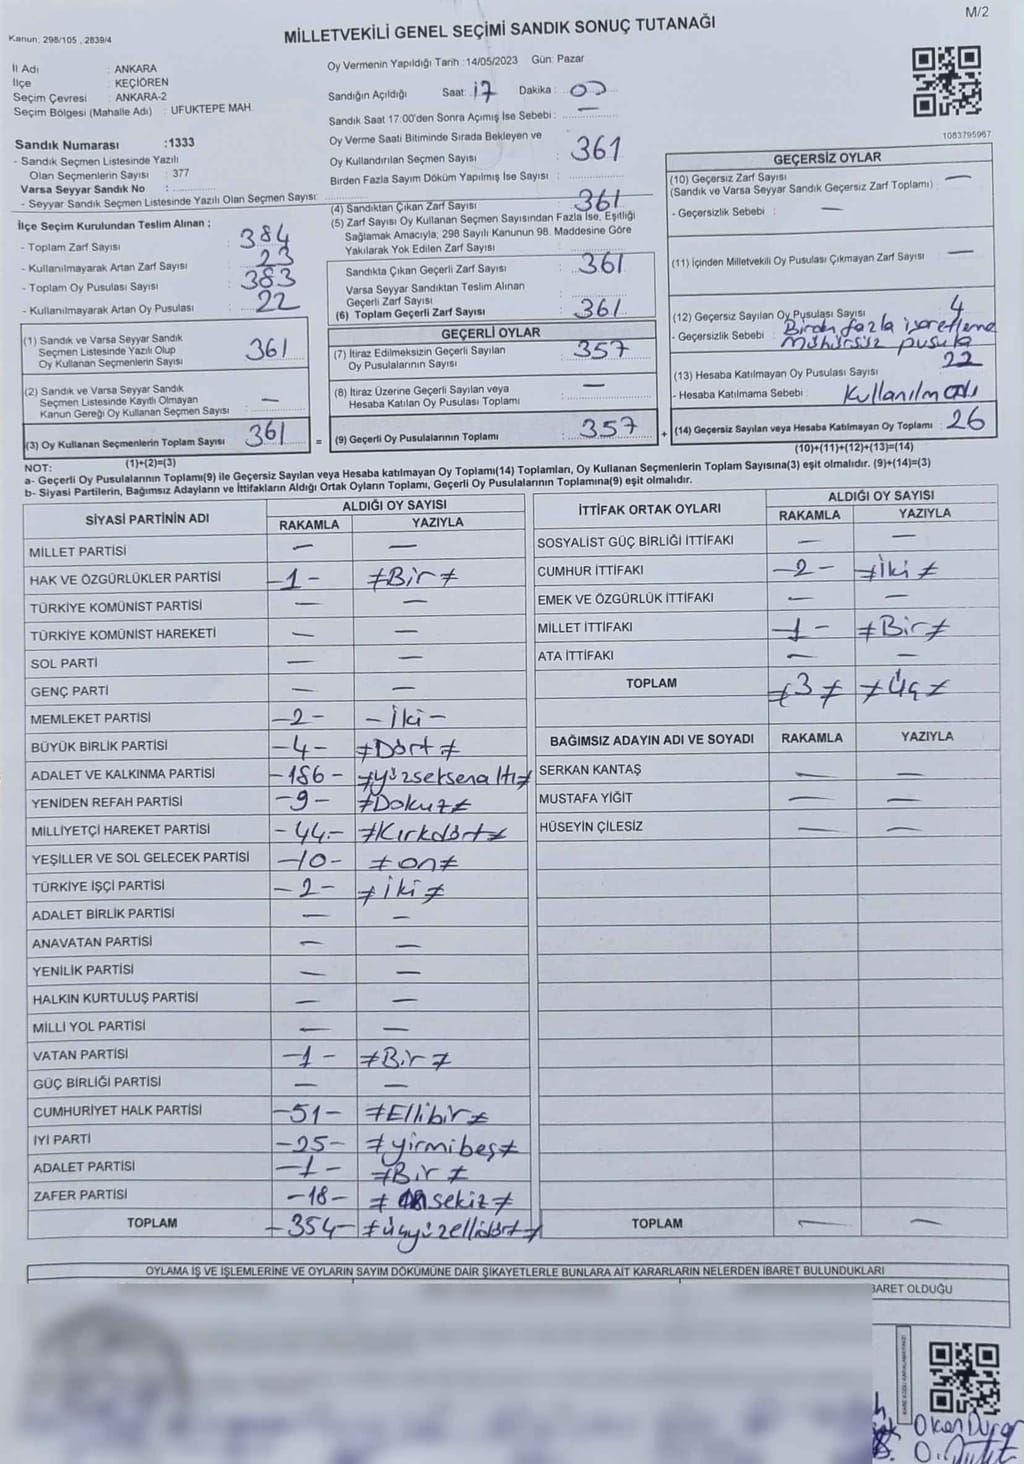 M/2
Kanun; 298/105 , 2839/4
MİLLETVEKİLİ GENEL SEÇİMİ SANDIK SONUÇ TUTANAĞI
İl Adı : ANKARA
İlçe : KEÇİÖREN
Seçim Çevresi : ANKARA-2
Seçim Bölgesi (Mahalle Adı) : UFUKTEPE MAH.
Sandık Numarası :1333
- Sandık Seçmen Listesinde Yazılı
Olan Seçmenlerin Sayısı : 377
Varsa Seyyar Sandık No :
- Seyyar Sandık Seçmen Listesinde Yazılı Olan Seçmen Sayısı:
Oy Vermenin Yapıldığı Tarih :14/05/2023 Gün: Pazar
Sandığın Açıldığı Saat: 17 Dakika : 00
Sandık Saat 17:00'den Sonra Açımış İse Sebebi : —
Oy Verme Saati Bitiminde Sırada Bekleyen ve
Oy Kullandırılan Seçmen Sayısı : 361
Birden Fazla Sayım Döküm Yapılmış İse Sayısı :
(4) Sandıktan Çıkan Zarf Sayısı : 361
(5) Zarf Sayısı Oy Kullanan Seçmen Sayısından Fazla İse, Eşitliği
Sağlamak Amacıyla; 298 Sayılı Kanunun 98. Maddesine Göre
Yakılarak Yok Edilen Zarf Sayısı :
1083795967
İlçe Seçim Kurulundan Teslim Alınan ;
- Toplam Zarf Sayısı : 384
- Kullanılmayarak Artan Zarf Sayısı : 23
- Toplam Oy Pusulası Sayısı : 383
- Kullanılmayarak Artan Oy Pusulası : 22
(1) Sandık ve Varsa Seyyar Sandık
Seçmen Listesinde Yazılı Olup
Oy Kullanan Seçmenlerin Sayısı : 361
(2) Sandık ve Varsa Seyyar Sandık
Seçmen Listesinde Kayıtlı Olmayan
Kanun Gereği Oy Kullanan Seçmen Sayısı : —
(3) Oy Kullanan Seçmenlerin Toplam Sayısı : 361
(1)+(2)=(3)
Sandıkta Çıkan Geçerli Zarf Sayısı : 361
Varsa Seyyar Sandıktan Teslim Alınan
Geçerli Zarf Sayısı :
(6) Toplam Geçerli Zarf Sayısı : 361
GEÇERLİ OYLAR
(7) İtiraz Edilmeksizin Geçerli Sayılan
Oy Pusulalarının Sayısı : 357
(8) İtiraz Üzerine Geçerli Sayılan veya
Hesaba Katılan Oy Pusulası Toplamı : —
= (9) Geçerli Oy Pusulalarının Toplamı : 357
GEÇERSİZ OYLAR
(10) Geçersiz Zarf Sayısı
(Sandık ve Varsa Seyyar Sandık Geçersiz Zarf Toplamı) : —
- Geçersizlik Sebebi : —
(11) İçinden Milletvekili Oy Pusulası Çıkmayan Zarf Sayısı : —
(12) Geçersiz Sayılan Oy Pusulası Sayısı : 4
- Geçersizlik Sebebi : Birden fazla işaretleme
Mühürsüz pusula
(13) Hesaba Katılmayan Oy Pusulası Sayısı : 22
- Hesaba Katılmama Sebebi : Kullanılmadı
+ (14) Geçersiz Sayılan veya Hesaba Katılmayan Oy Toplamı : 26
(10)+(11)+(12)+(13)=(14)
NOT:
a- Geçerli Oy Pusulalarının Toplamı(9) ile Geçersiz Sayılan veya Hesaba katılmayan Oy Toplamı(14) Toplamları, Oy Kullanan Seçmenlerin Toplam Sayısına(3) eşit olmalıdır. (9)+(14)=(3)
b- Siyasi Partilerin, Bağımsız Adayların ve İttifakların Aldığı Ortak Oyların Toplamı, Geçerli Oy Pusulalarının Toplamına(9) eşit olmalıdır.
SİYASİ PARTİNİN ADI ALDIĞI OY SAYISI
RAKAMLA YAZIYLA
MİLLET PARTİSİ — —
HAK VE ÖZGÜRLÜKLER PARTİSİ -1- ≠Bir≠
TÜRKİYE KOMÜNİST PARTİSİ — —
TÜRKİYE KOMÜNİST HAREKETİ — —
SOL PARTİ — —
GENÇ PARTİ — —
MEMLEKET PARTİSİ -2- -İki-
BÜYÜK BİRLİK PARTİSİ -4- ≠Dört≠
ADALET VE KALKINMA PARTİSİ -186- ≠yüzseksenaltı≠
YENİDEN REFAH PARTİSİ -9- ≠Dokuz≠
MİLLİYETÇİ HAREKET PARTİSİ -44- ≠Kırkdört≠
YEŞİLLER VE SOL GELECEK PARTİSİ -10- ≠on≠
TÜRKİYE İŞÇİ PARTİSİ -2- ≠İki≠
ADALET BİRLİK PARTİSİ — —
ANAVATAN PARTİSİ — —
YENİLİK PARTİSİ — —
HALKIN KURTULUŞ PARTİSİ — —
MİLLİ YOL PARTİSİ — —
VATAN PARTİSİ -1- ≠Bir≠
GÜÇ BİRLİĞİ PARTİSİ — —
CUMHURİYET HALK PARTİSİ -51- ≠Ellibir≠
İYİ PARTİ -25- ≠yirmibeş≠
ADALET PARTİSİ -1- ≠Bir≠
ZAFER PARTİSİ -18- ≠ onsekiz≠
TOPLAM -354- ≠üçyüzellidört≠
İTTİFAK ORTAK OYLARI ALDIĞI OY SAYISI
RAKAMLA YAZIYLA
SOSYALİST GÜÇ BİRLİĞİ İTTİFAKI — —
CUMHUR İTTİFAKI -2- ≠İki≠
EMEK VE ÖZGÜRLÜK İTTİFAKI — —
MİLLET İTTİFAKI -1- ≠Bir≠
ATA İTTİFAKI — —
TOPLAM ≠3≠ ≠Üç≠
BAĞIMSIZ ADAYIN ADI VE SOYADI RAKAMLA YAZIYLA
SERKAN KANTAŞ — —
MUSTAFA YİĞİT — —
HÜSEYİN ÇİLESİZ — —
TOPLAM — —
OYLAMA İŞ VE İŞLEMLERİNE VE OYLARIN SAYIM DÖKÜMÜNE DAİR ŞİKAYETLERLE BUNLARA AİT KARARLARIN NELERDEN İBARET BULUNDUKLARI
BARET OLDUĞU